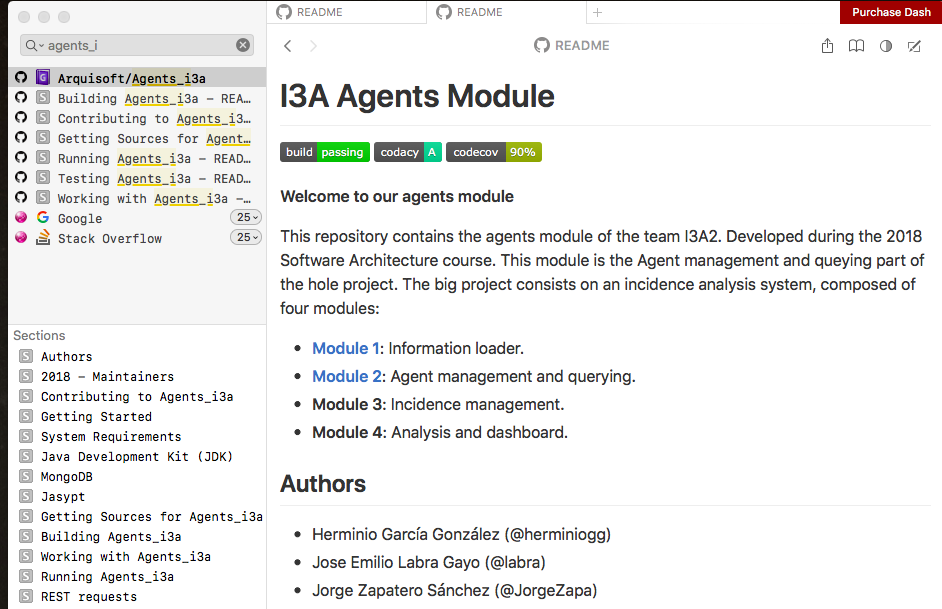 README
README
Purchase Dash
agents_i
README
Arquisoft/Agents_i3a
Building Agents_i3a – REA…
Contributing to Agents_i3…
Getting Sources for Agent…
Running Agents_i3a – READ…
Testing Agents_i3a – READ…
Working with Agents_i3a –…
Google 25
Stack Overflow 25
Sections
Authors
2018 – Maintainers
Contributing to Agents_i3a
Getting Started
System Requirements
Java Development Kit (JDK)
MongoDB
Jasypt
Getting Sources for Agents_i3a
Building Agents_i3a
Working with Agents_i3a
Running Agents_i3a
REST requests
I3A Agents Module
build passing codacy A codecov 90%
Welcome to our agents module
This repository contains the agents module of the team I3A2. Developed during the 2018
Software Architecture course. This module is the Agent management and queying part of
the hole project. The big project consists on an incidence analysis system, composed of
four modules:
• Module 1: Information loader.
• Module 2: Agent management and querying.
• Module 3: Incidence management.
• Module 4: Analysis and dashboard.
Authors
• Herminio García González (@herminiogg)
• Jose Emilio Labra Gayo (@labra)
• Jorge Zapatero Sánchez (@JorgeZapa)